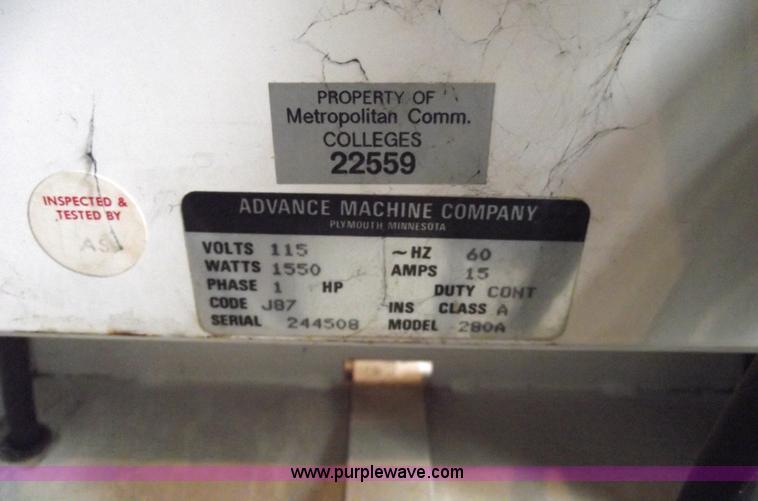 PROPERTY OF
Metropolitan Comm.
COLLEGES
22559
INSPECTED &
TESTED BY
ADVANCE MACHINE COMPANY
PLYMOUTH, MINNESOTA
VOLTS 115 ~HZ 60
WATTS 1550 AMPS 15
PHASE 1 HP DUTY CONT
CODE J87 INS CLASS A
SERIAL 244508 MODEL 280A
www.purplewave.com